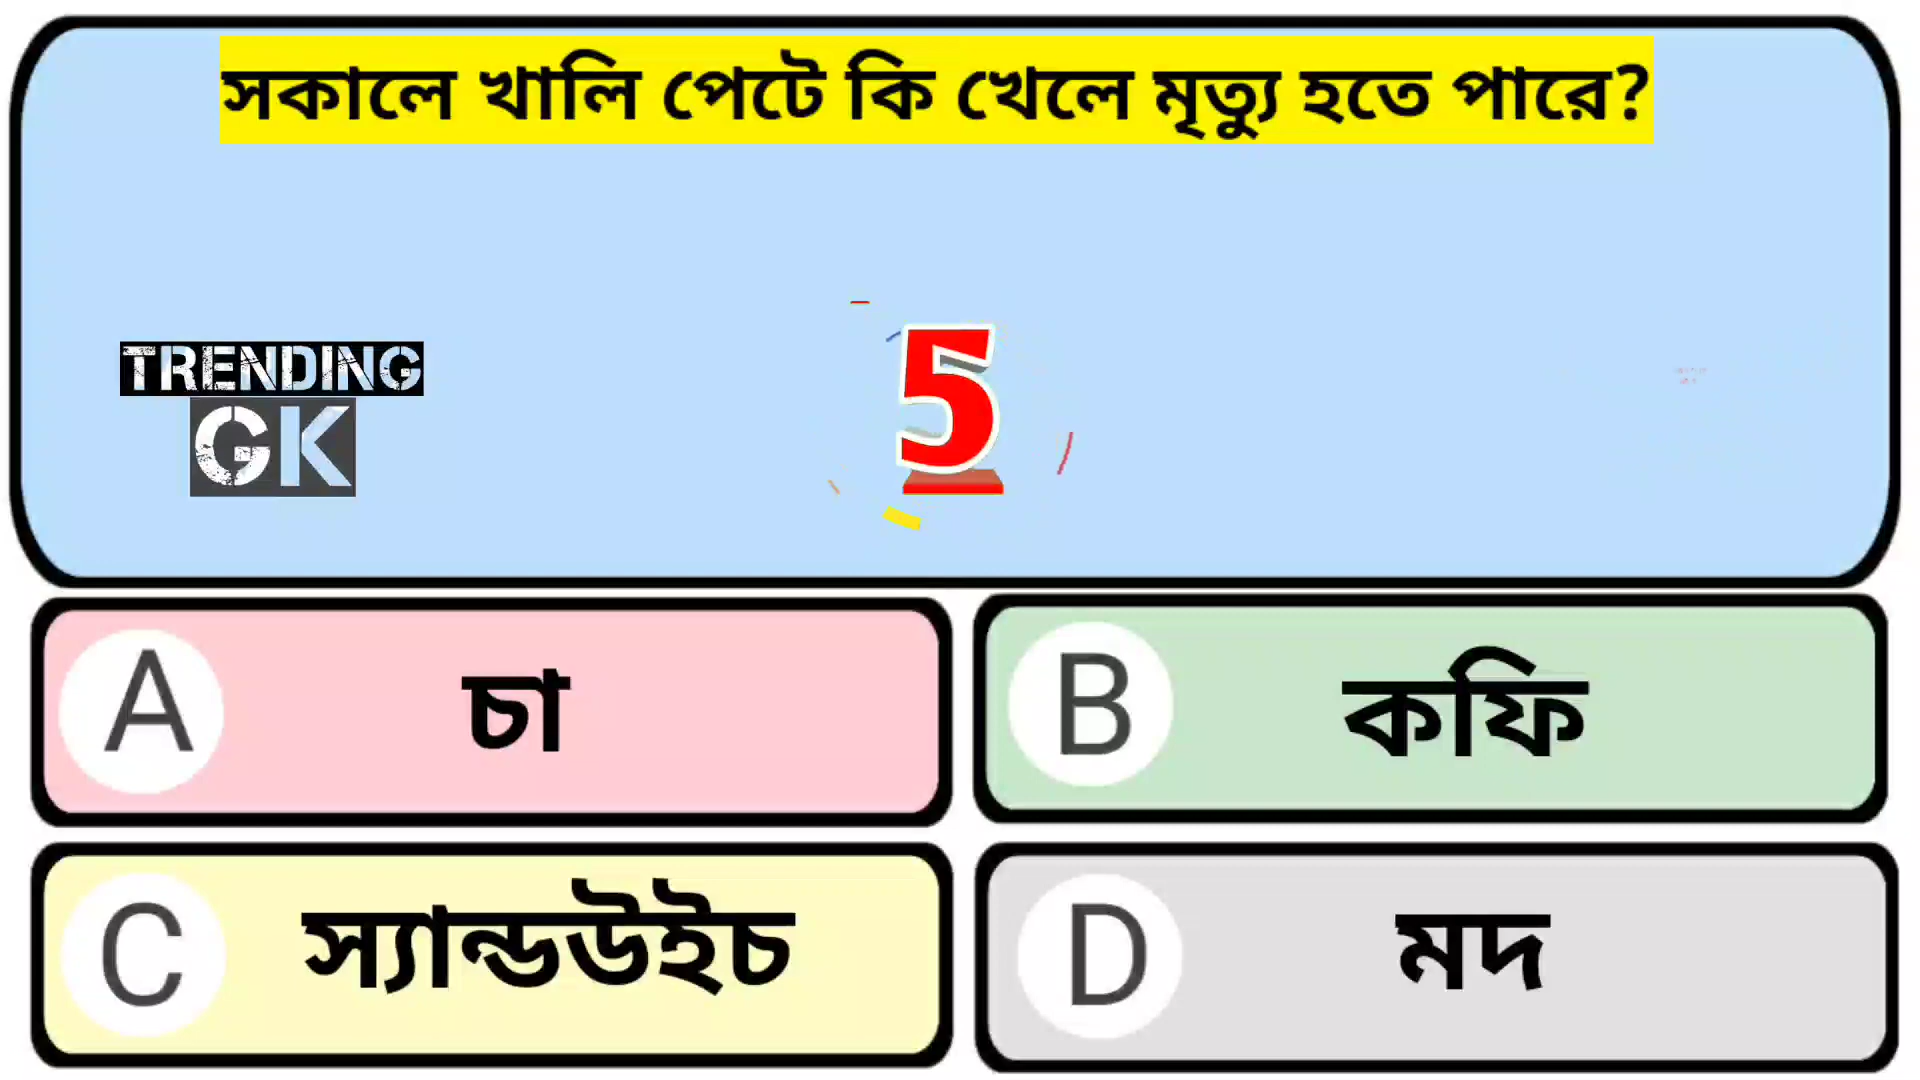 সকালে খালি পেটে কি খেলে মৃত্যু হতে পারে?
TRENDING
GK
5
A চা
B কফি
C স্যান্ডউইচ
D মদ